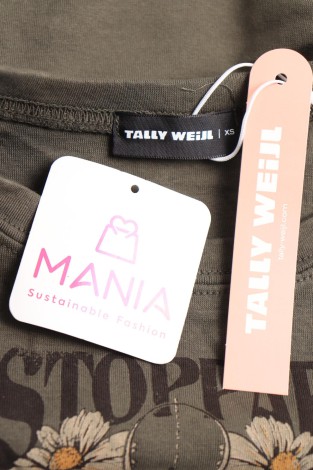 TALLY WEiJL | XS
MANIA
Sustainable Fashion
TALLY WEiJL
tally-weijl.com